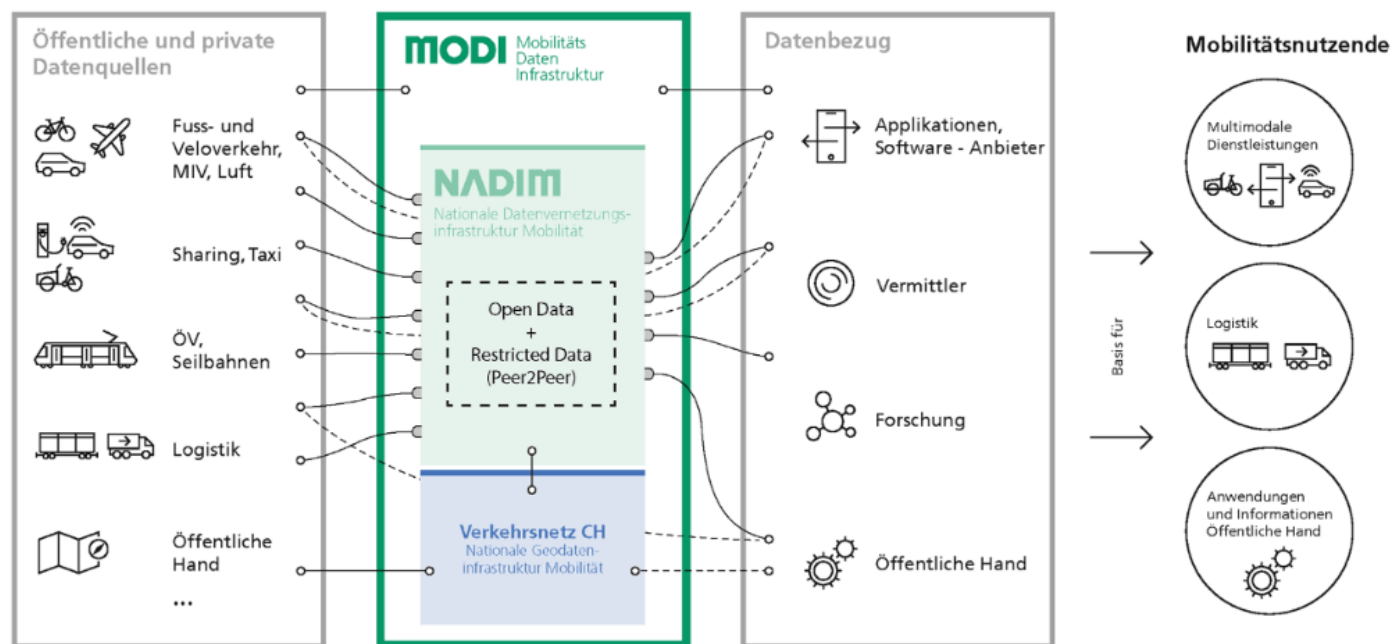 Öffentliche und private
Datenquellen
Fuss- und
Veloverkehr,
MIV, Luft
Sharing, Taxi
ÖV,
Seilbahnen
Logistik
Öffentliche
Hand
...
MODI
Mobilitäts
Daten
Infrastruktur
NADIM
Nationale Datenvernetzungs-
infrastruktur Mobilität
Open Data
+
Restricted Data
(Peer2Peer)
Verkehrsnetz CH
Nationale Geodaten-
infrastruktur Mobilität
Datenbezug
Applikationen,
Software - Anbieter
Vermittler
Forschung
Öffentliche Hand
Basis für
Mobilitätsnutzende
Multimodale
Dienstleistungen
Logistik
Anwendungen
und Informationen
Öffentliche Hand